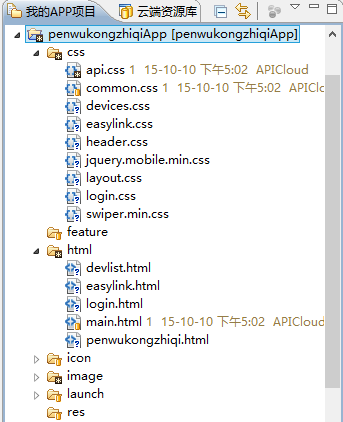 我的APP项目 云端资源库
penwukongzhiqiApp [penwukongzhiqiApp]
css
api.css 1 15-10-10 下午5:02 APICloud
common.css 1 15-10-10 下午5:02 APICloud
devices.css
easylink.css
header.css
jquery.mobile.min.css
layout.css
login.css
swiper.min.css
feature
html
devlist.html
easylink.html
login.html
main.html 1 15-10-10 下午5:02 APICloud
penwukongzhiqi.html
icon
image
launch
res